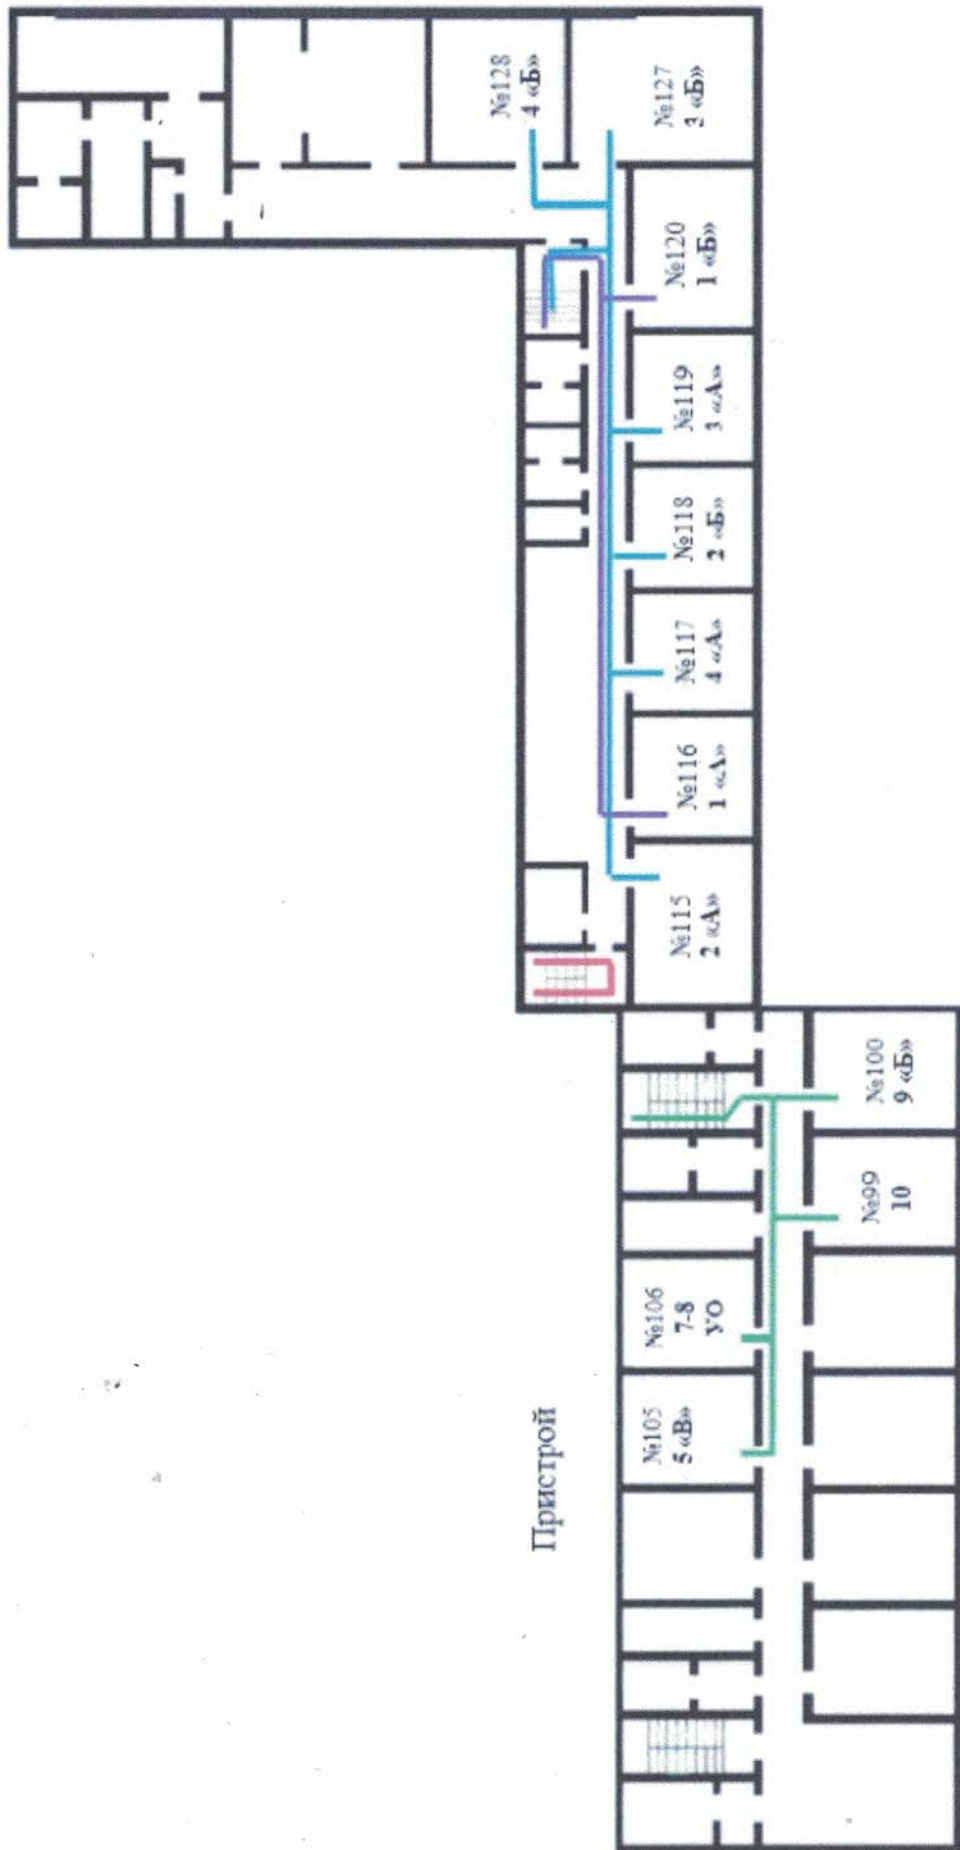 №128
4 «Б»
№127
3 «Б»
№120
1 «Б»
№119
3 «А»
№118
2 «Б»
№117
4 «А»
№116
1 «А»
№115
2 «А»
№100
9 «Б»
№99
10
№106
7-8
УО
№105
5 «В»
Пристрой